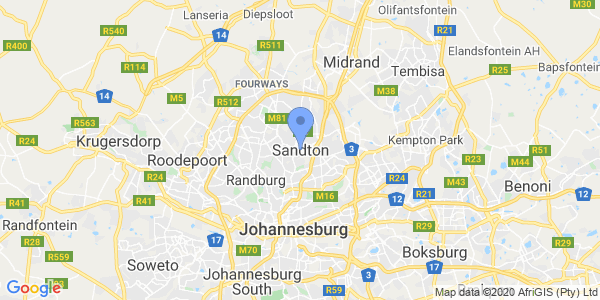 Lanseria
Diepsloot
Olifantsfontein
M30
R400
R540
14
R511
R21
Elandsfontein AH
R114
Midrand
Tembisa
R25
Bapsfontein
FOURWAYS
14
M5
R512
M38
R563
M81
R51
R24
Krugersdorp
Sandton
3
Kempton Park
M44
R50
Roodepoort
R24
Randburg
M16
R24
R21
M43
12
12
Benoni
R41
R41
Randfontein
R28
17
Johannesburg
R29
R29
R559
M70
Boksburg
17
Soweto
Johannesburg
South
R59
3
R23
Google
Map data ©2020 AfriGIS (Pty) Ltd